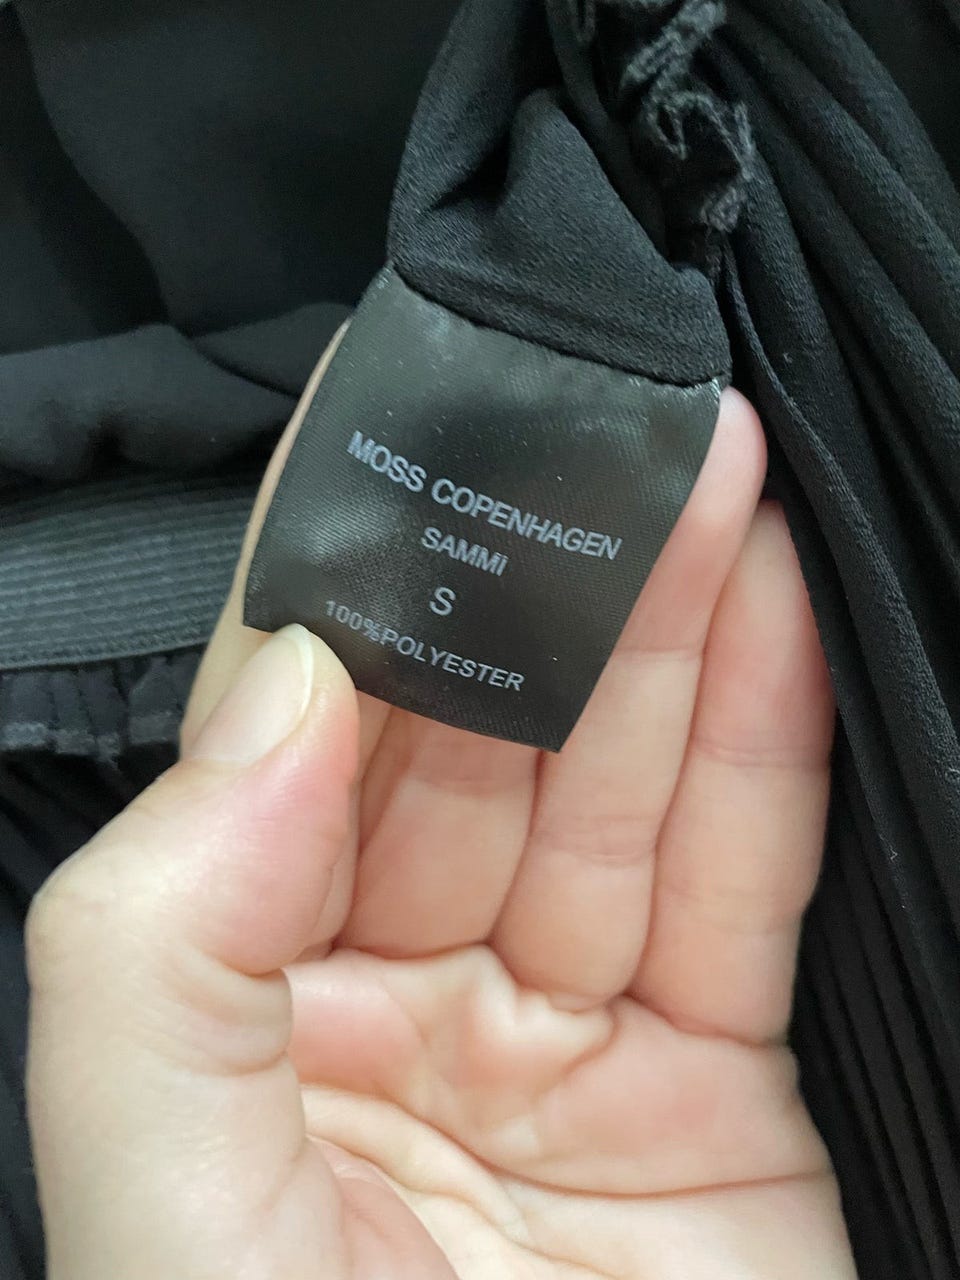 MOSS COPENHAGEN
SAMMi
S
100%POLYESTER